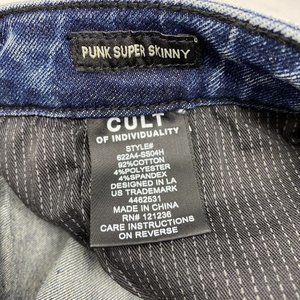 PUNK SUPER SKINNY
CULT
OF INDIVIDUALITY
STYLE#
622A4-SS04H
92%COTTON
4%POLYESTER
4%SPANDEX
DESIGNED IN LA
US TRADEMARK
4462531
MADE IN CHINA
RN# 121236
CARE INSTRUCTIONS
ON REVERSE